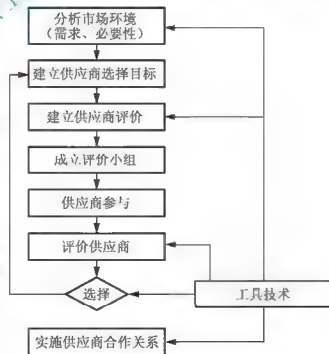 分析市场环境
（需求、必要性）
建立供应商选择目标
建立供应商评价
成立评价小组
供应商参与
评价供应商
选择
工具技术
实施供应商合作关系